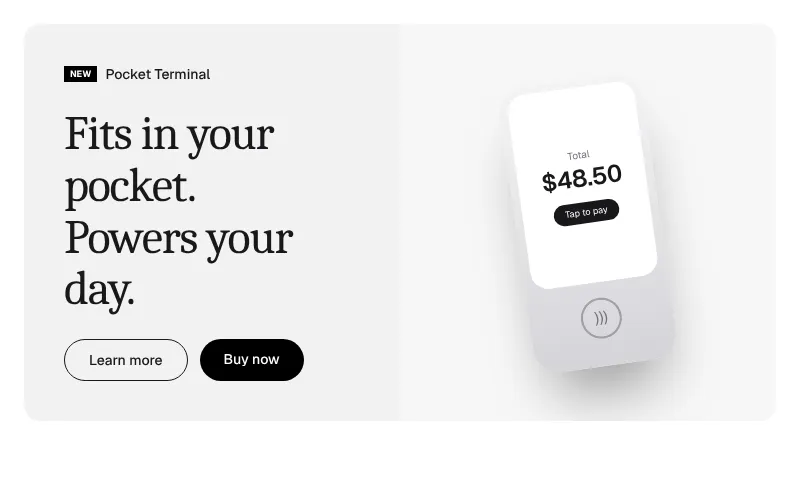 NEW Pocket Terminal
Fits in your
pocket.
Powers your
day.
Learn more
Buy now
Total
$48.50
Tap to pay